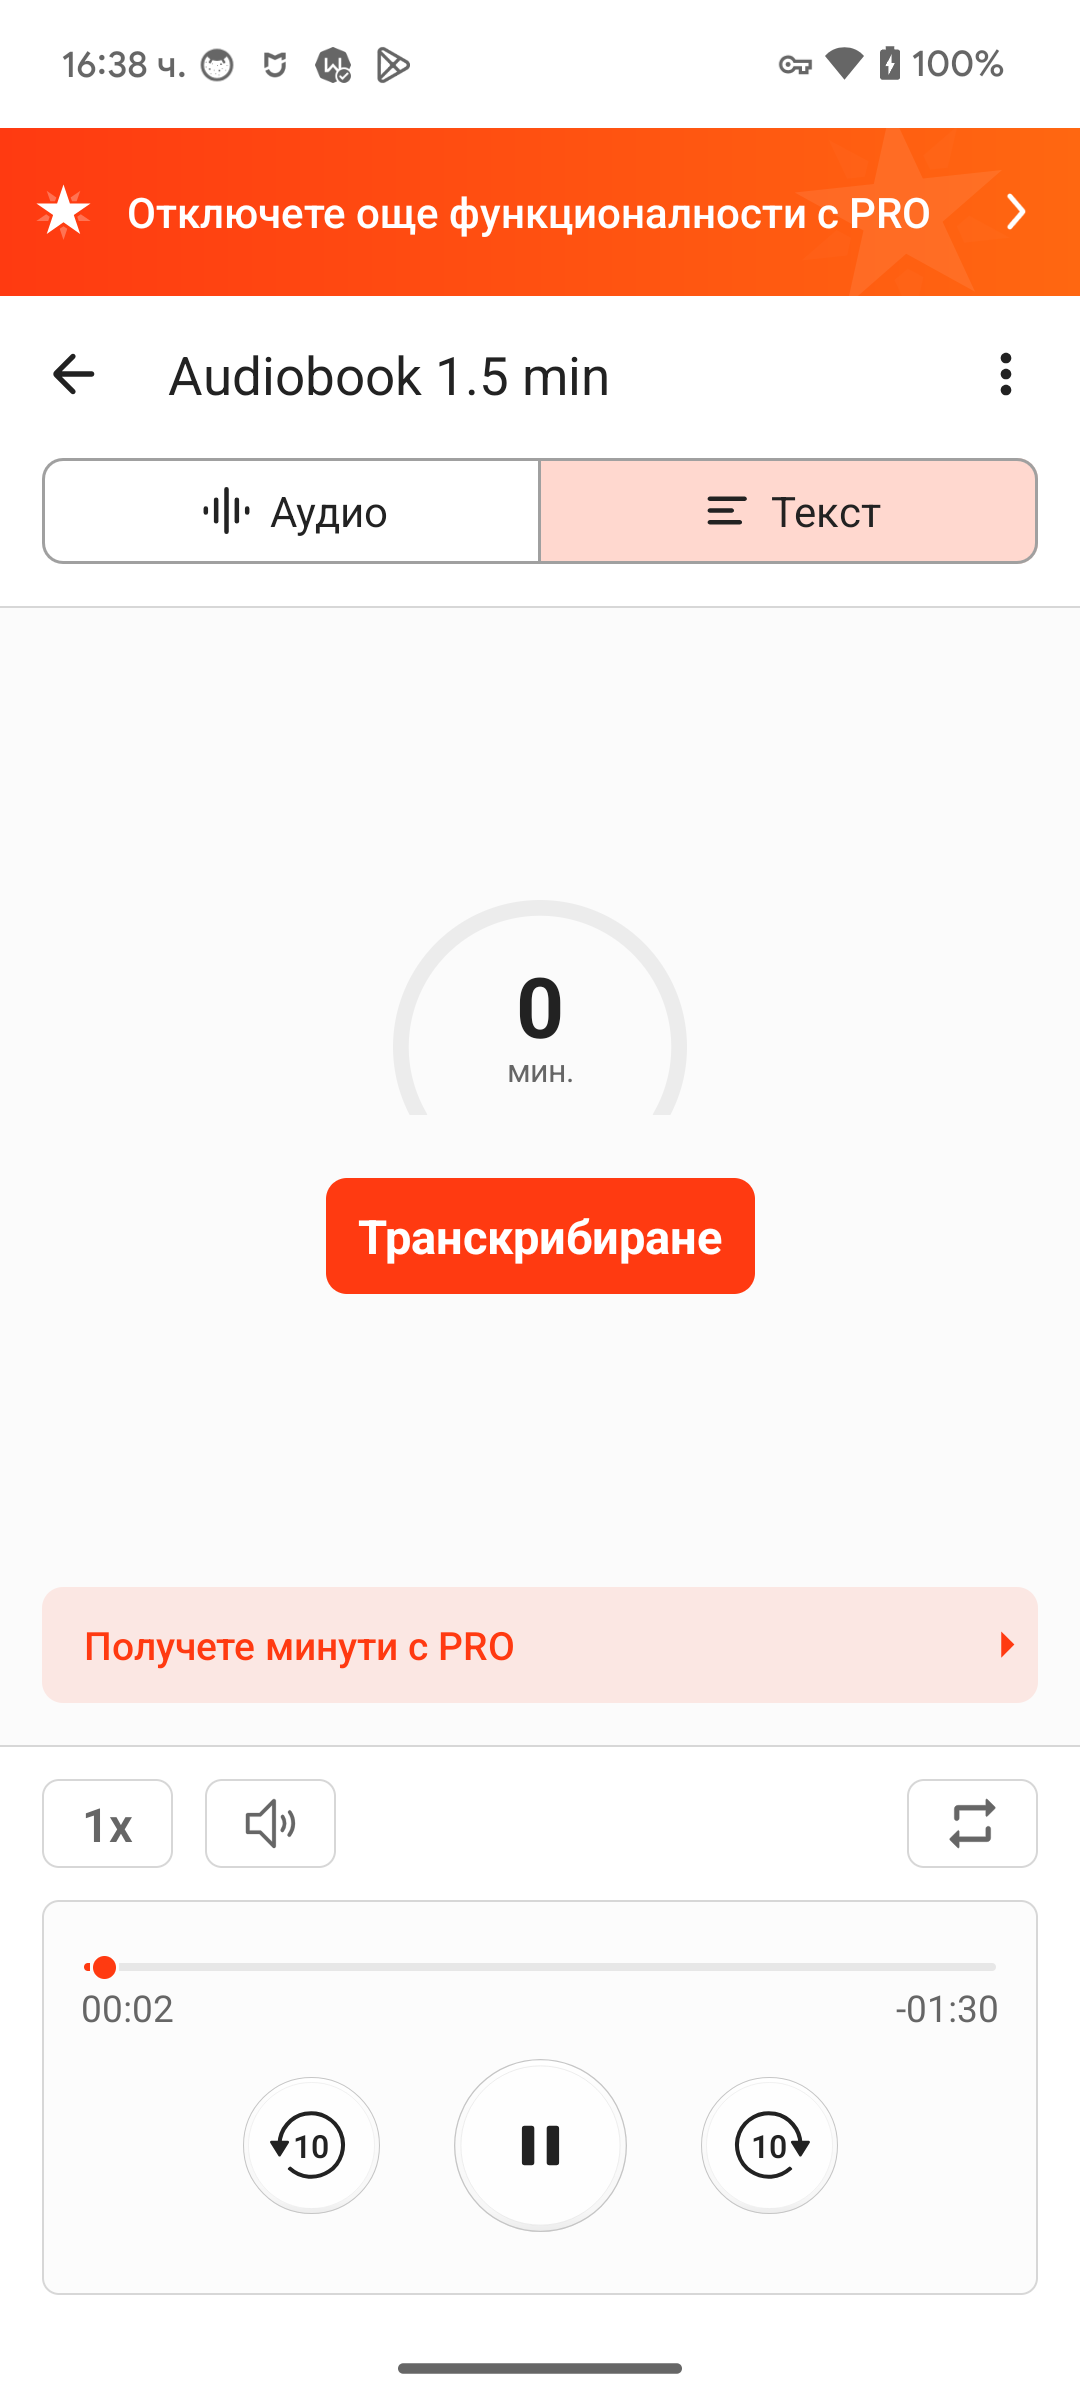 16:38 ч.
100%
Отключете още функционалности с PRO
Audiobook 1.5 min
Аудио
Текст
0
мин.
Транскрибиране
Получете минути с PRO
1x
00:02
-01:30
10
10